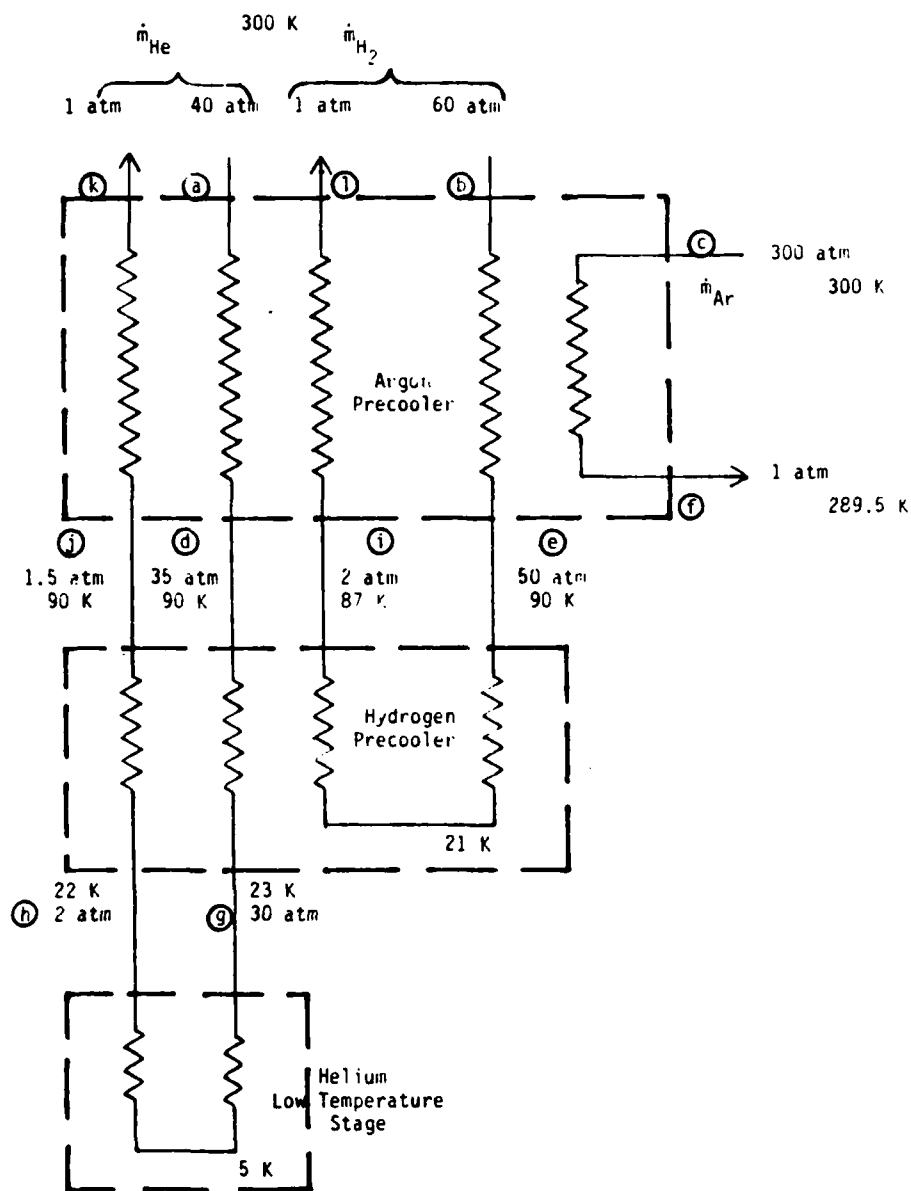 300 K
ṁHe ṁH2
1 atm 40 atm 1 atm 60 atm
k a l b
c 300 atm
ṁAr 300 K
Argon
Precooler
1 atm
f 289.5 K
j d i e
1.5 atm 35 atm 2 atm 50 atm
90 K 90 K 87 K 90 K
Hydrogen
Precooler
21 K
22 K 23 K
h 2 atm g 30 atm
Helium
Low Temperature
Stage
5 K